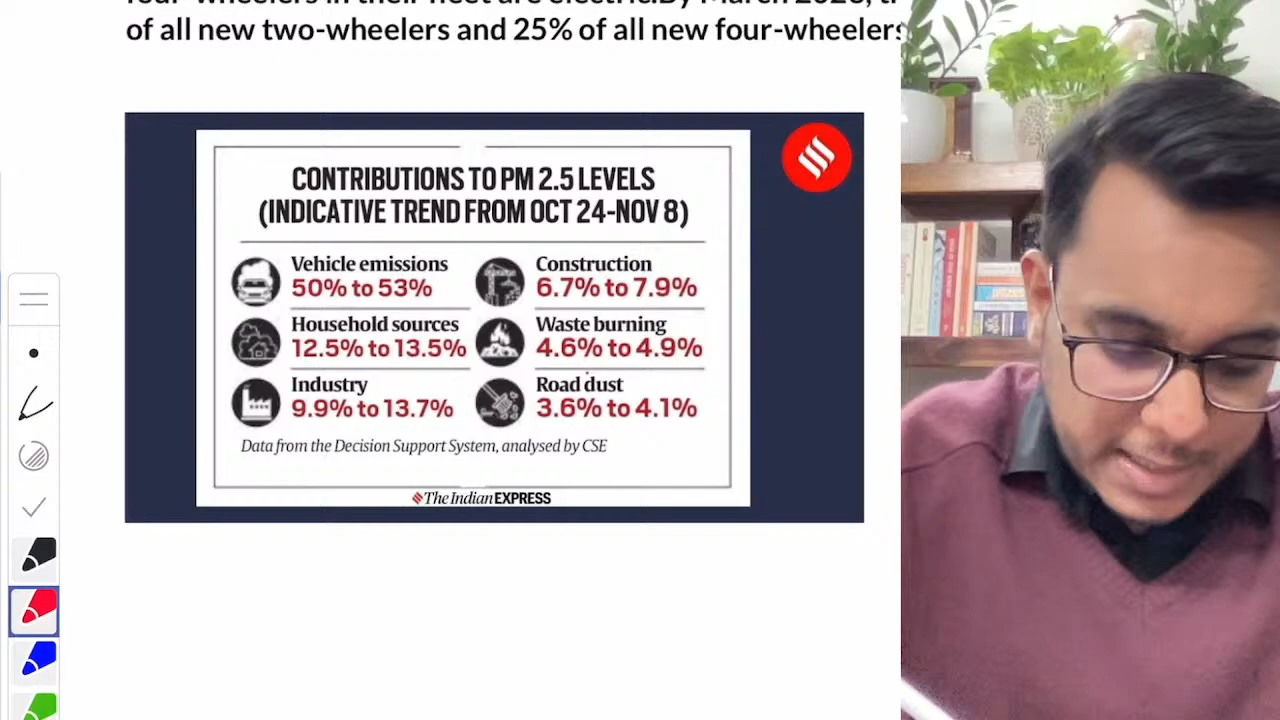 of all new two-wheelers and 25% of all new four-wheelers
CONTRIBUTIONS TO PM 2.5 LEVELS
(INDICATIVE TREND FROM OCT 24-NOV 8)
Vehicle emissions
50% to 53%
Construction
6.7% to 7.9%
Household sources
12.5% to 13.5%
Waste burning
4.6% to 4.9%
Industry
9.9% to 13.7%
Road dust
3.6% to 4.1%
Data from the Decision Support System, analysed by CSE
The Indian EXPRESS